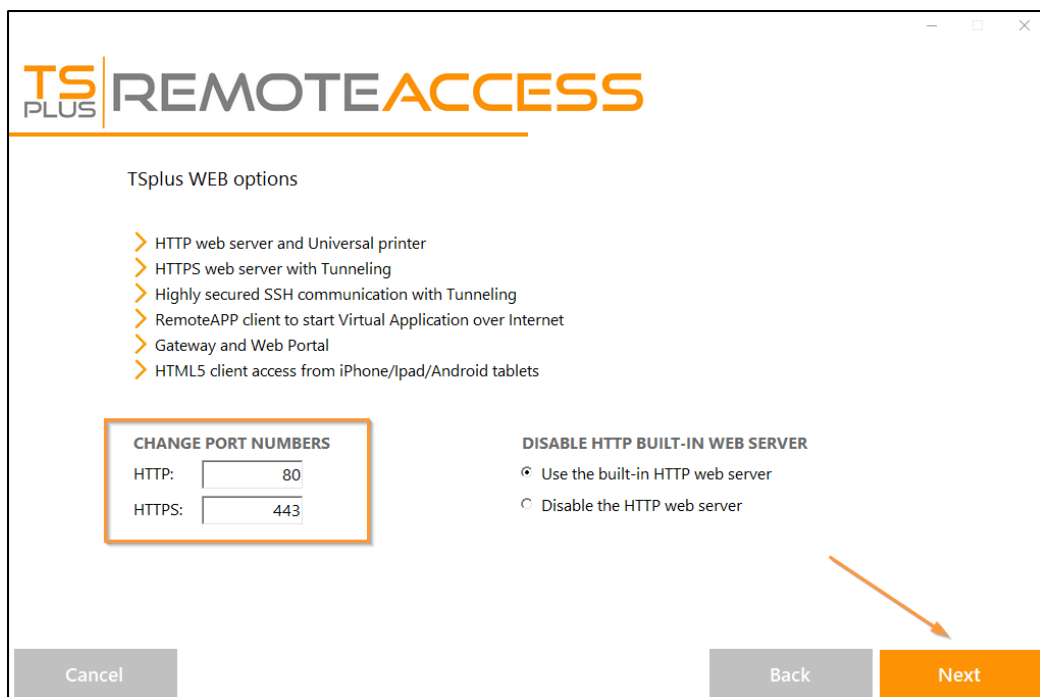 TS PLUS REMOTEACCESS
TSplus WEB options
HTTP web server and Universal printer
HTTPS web server with Tunneling
Highly secured SSH communication with Tunneling
RemoteAPP client to start Virtual Application over Internet
Gateway and Web Portal
HTML5 client access from iPhone/Ipad/Android tablets
CHANGE PORT NUMBERS
HTTP: 80
HTTPS: 443
DISABLE HTTP BUILT-IN WEB SERVER
Use the built-in HTTP web server
Disable the HTTP web server
Cancel
Back
Next